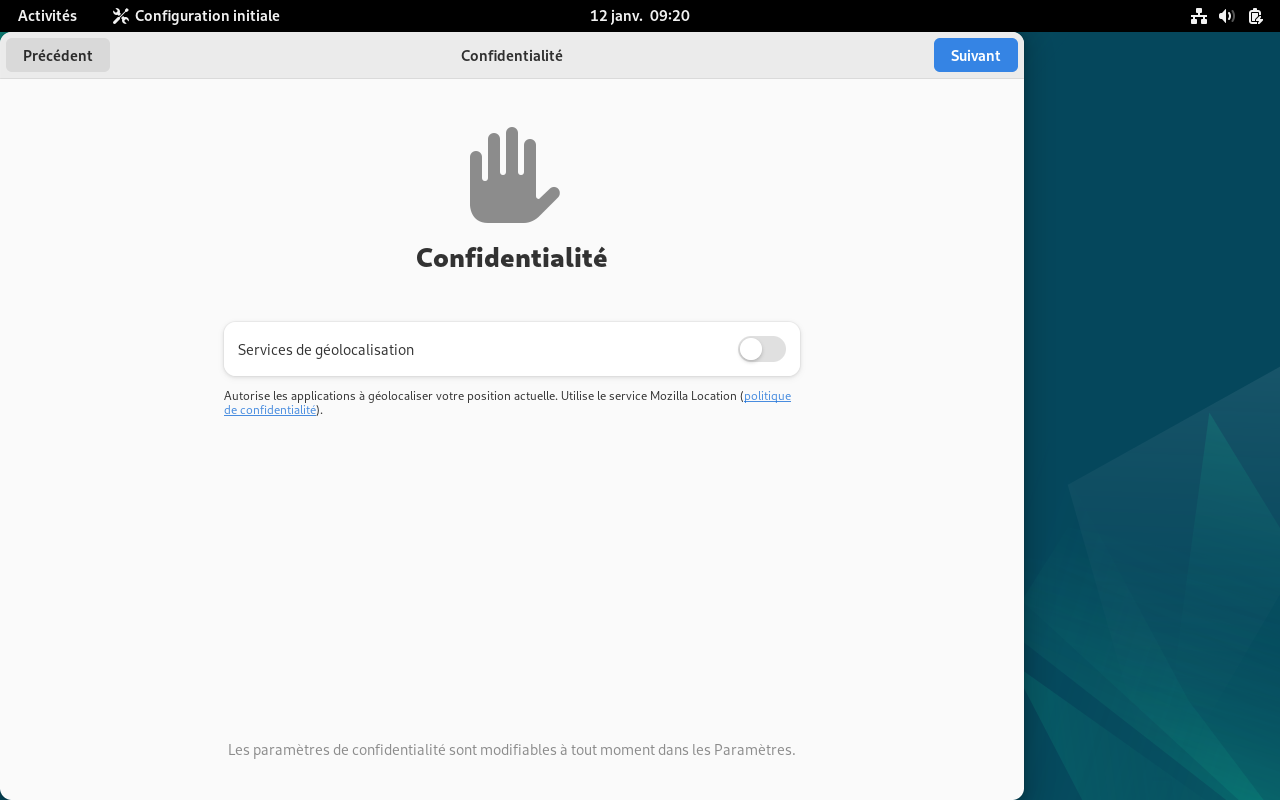 Activités
Configuration initiale
12 janv. 09:20
Précédent
Confidentialité
Suivant
Confidentialité
Services de géolocalisation
Autorise les applications à géolocaliser votre position actuelle. Utilise le service Mozilla Location (politique
de confidentialité).
Les paramètres de confidentialité sont modifiables à tout moment dans les Paramètres.